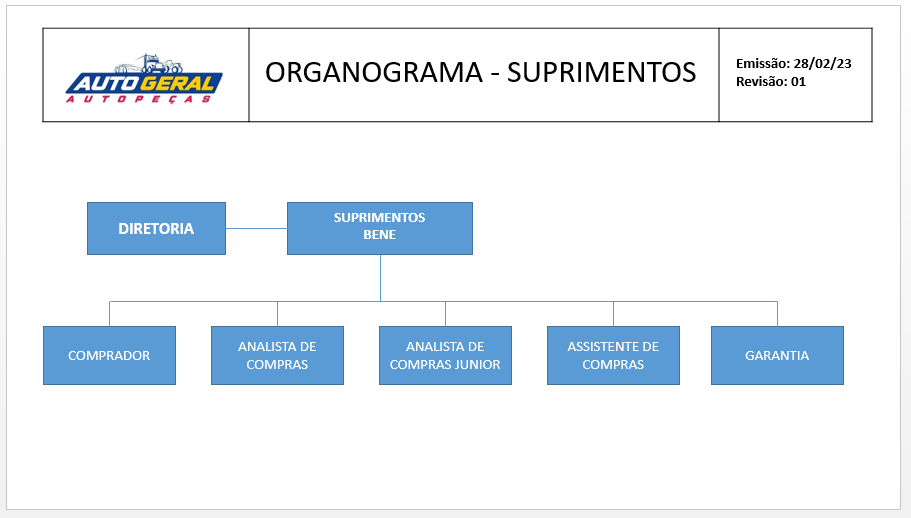 AUTO GERAL
AUTOPEÇAS
ORGANOGRAMA - SUPRIMENTOS
Emissão: 28/02/23
Revisão: 01
DIRETORIA
SUPRIMENTOS
BENE
COMPRADOR
ANALISTA DE
COMPRAS
ANALISTA DE
COMPRAS JUNIOR
ASSISTENTE DE
COMPRAS
GARANTIA